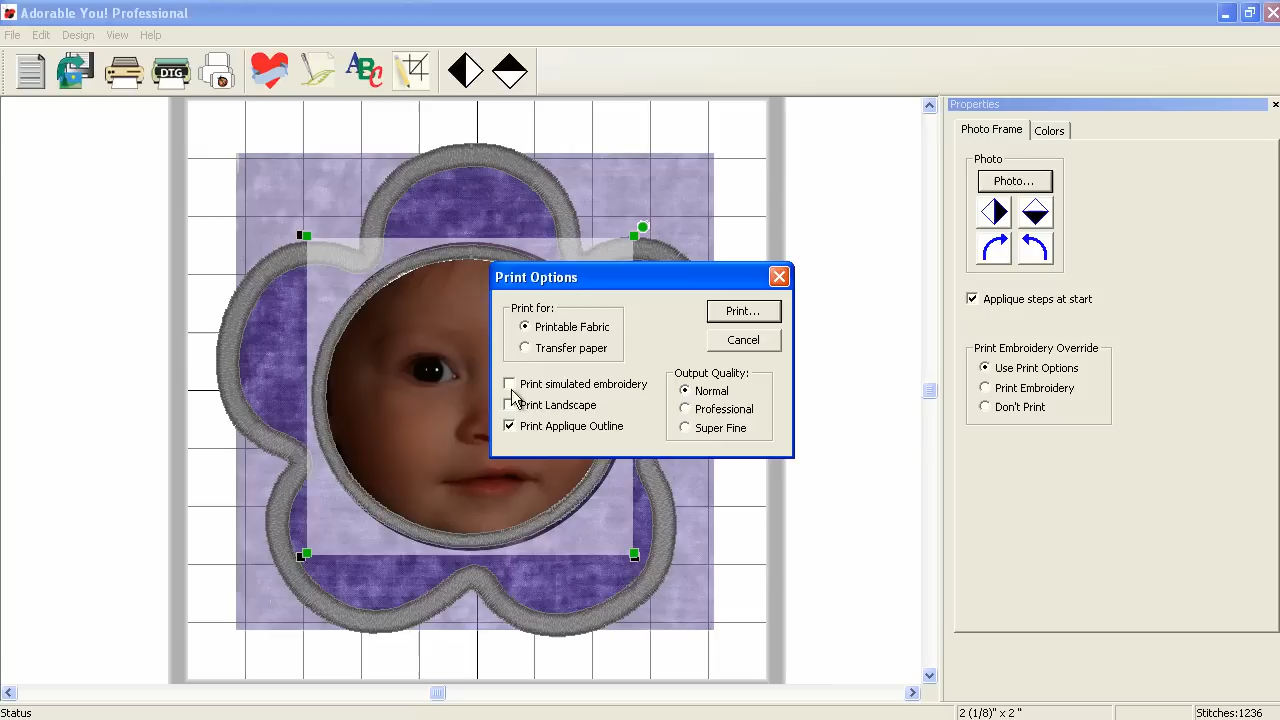 Adorable You! Professional
File Edit Design View Help
DTG
ABC
Properties
Photo Frame Colors
Photo
Photo...
Applique steps at start
Print Embroidery Override
Use Print Options
Print Embroidery
Don't Print
Print Options
Print for:
Printable Fabric
Transfer paper
Print...
Cancel
Print simulated embroidery
Print Landscape
Print Applique Outline
Output Quality:
Normal
Professional
Super Fine
Status
2 (1/8)" x 2 "
Stitches:1236